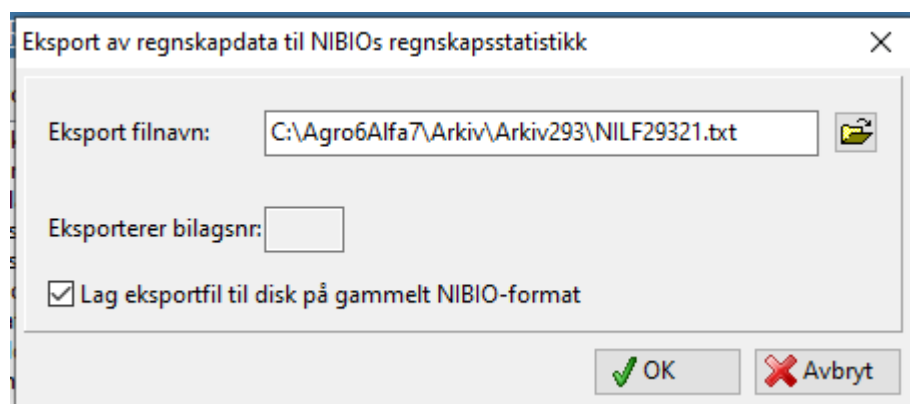 Eksport av regnskapdata til NIBIOs regnskapsstatistikk
Eksport filnavn: C:\Agro6Alfa7\Arkiv\Arkiv293\NILF29321.txt
Eksporterer bilagsnr:
Lag eksportfil til disk på gammelt NIBIO-format
OK Avbryt